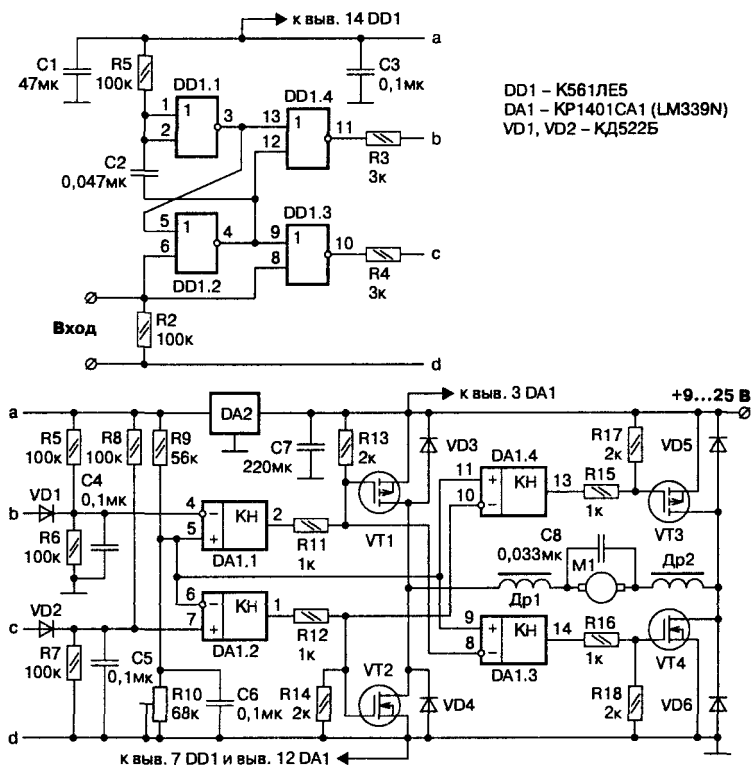 к выв. 14 DD1
a
C1
47мк
R5
100к
C3
0,1мк
DD1.1
1
2
1
3
DD1.4
13
12
1
11
R3
3к
b
C2
0,047мк
5
6
1
4
DD1.2
DD1.3
9
8
1
10
R4
3к
c
Вход
R2
100к
d
DD1 – К561ЛЕ5
DA1 – КР1401СА1 (LM339N)
VD1, VD2 – КД522Б
к выв. 3 DA1
+9...25 В
a
DA2
R5
100к
R8
100к
R9
56к
C7
220мк
R13
2к
VD3
VT1
DA1.4
11
10
+
–
КН
13
R15
1к
R17
2к
VD5
VT3
b
VD1
C4
0,1мк
R6
100к
4
5
–
+
КН
2
DA1.1
R11
1к
C8
0,033мк
M1
Др1
Др2
c
VD2
R7
100к
C5
0,1мк
6
7
–
+
КН
1
DA1.2
R12
1к
9
8
+
–
КН
14
DA1.3
R16
1к
VT4
R10
68к
C6
0,1мк
R14
2к
VT2
VD4
R18
2к
VD6
d
к выв. 7 DD1 и выв. 12 DA1